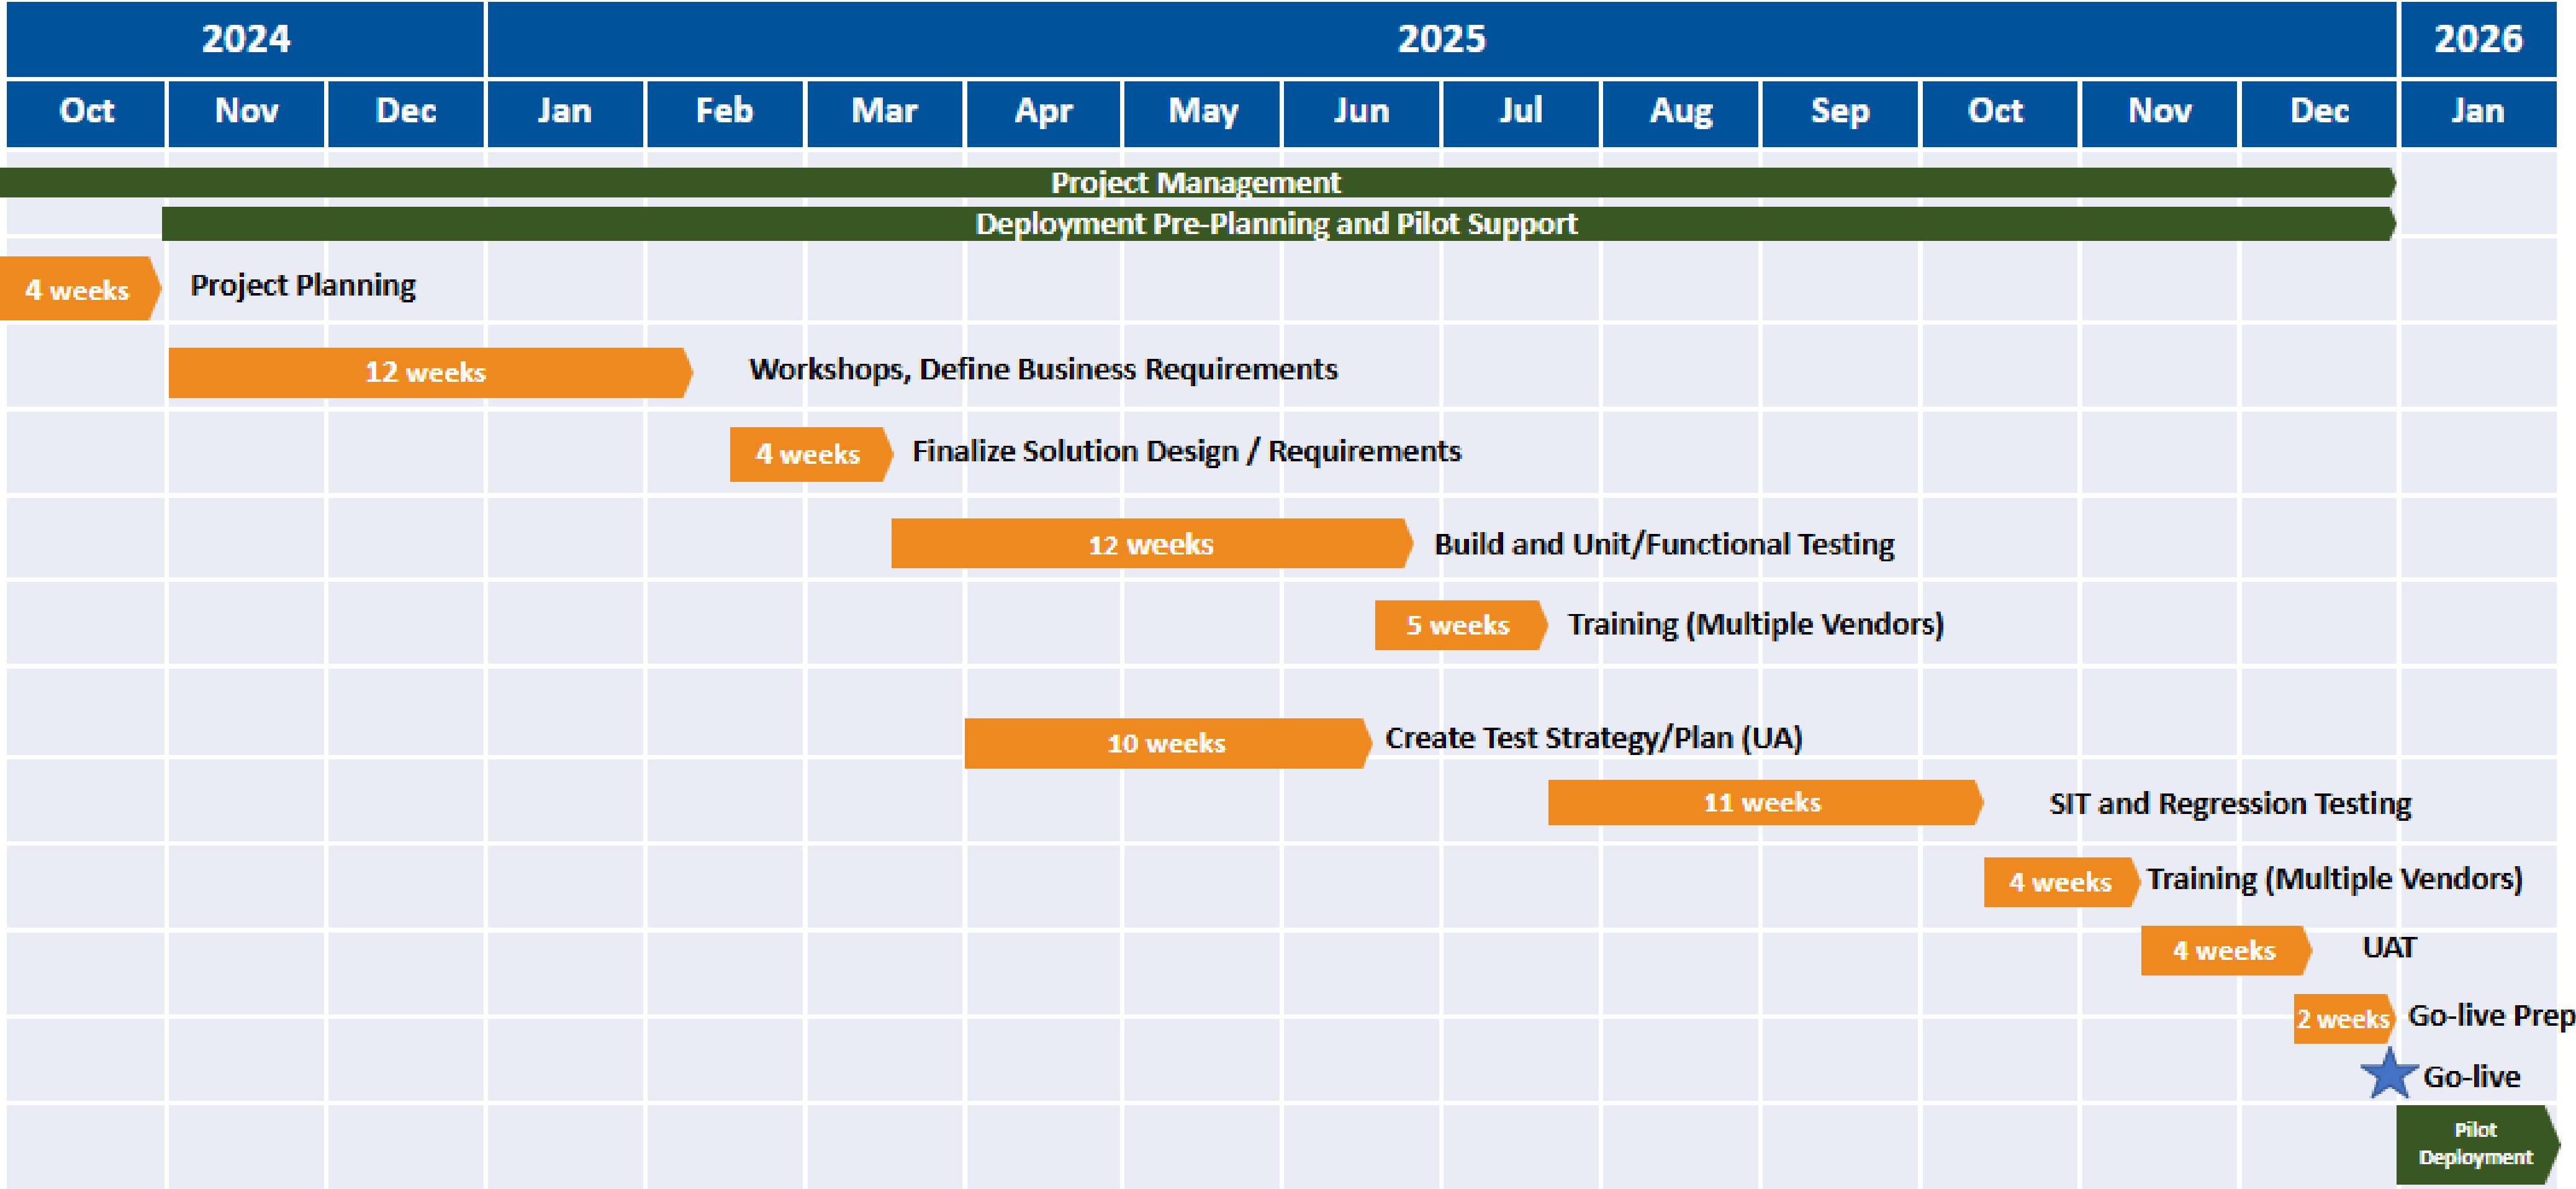 2024 2025 2026
Oct Nov Dec Jan Feb Mar Apr May Jun Jul Aug Sep Oct Nov Dec Jan
Project Management
Deployment Pre-Planning and Pilot Support
4 weeks Project Planning
12 weeks Workshops, Define Business Requirements
4 weeks Finalize Solution Design / Requirements
12 weeks Build and Unit/Functional Testing
5 weeks Training (Multiple Vendors)
10 weeks Create Test Strategy/Plan (UA)
11 weeks SIT and Regression Testing
4 weeks Training (Multiple Vendors)
4 weeks UAT
2 weeks Go-live Prep
Go-live
Pilot
Deployment